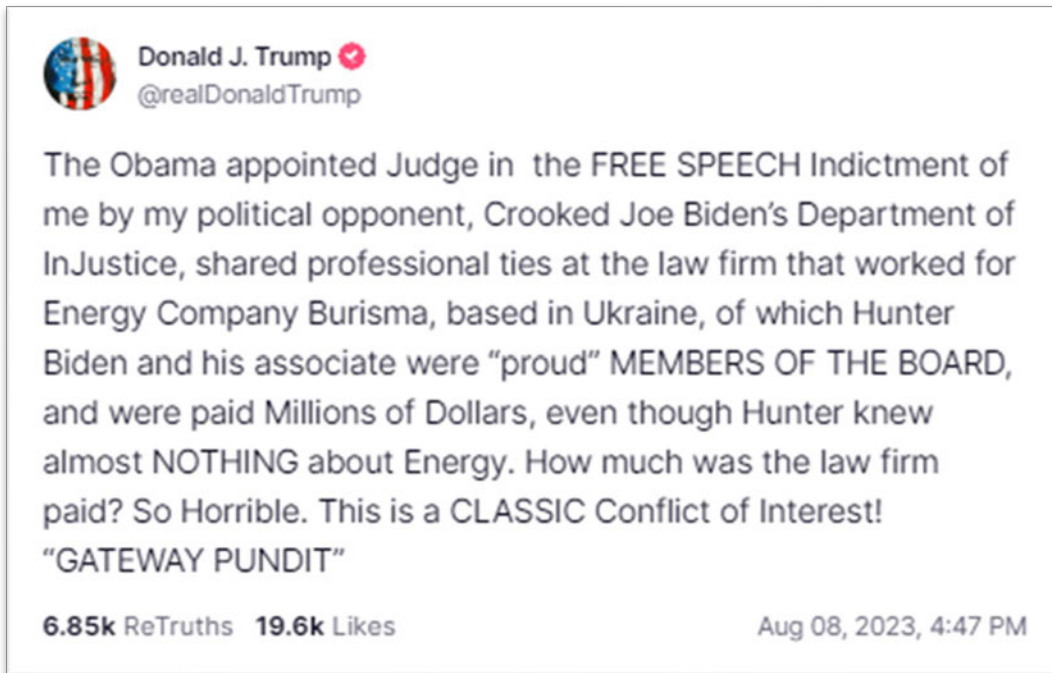 Donald J. Trump
@realDonaldTrump
The Obama appointed Judge in  the FREE SPEECH Indictment of
me by my political opponent, Crooked Joe Biden’s Department of
InJustice, shared professional ties at the law firm that worked for
Energy Company Burisma, based in Ukraine, of which Hunter
Biden and his associate were “proud” MEMBERS OF THE BOARD,
and were paid Millions of Dollars, even though Hunter knew
almost NOTHING about Energy. How much was the law firm
paid? So Horrible. This is a CLASSIC Conflict of Interest!
“GATEWAY PUNDIT”
6.85k ReTruths 19.6k Likes Aug 08, 2023, 4:47 PM